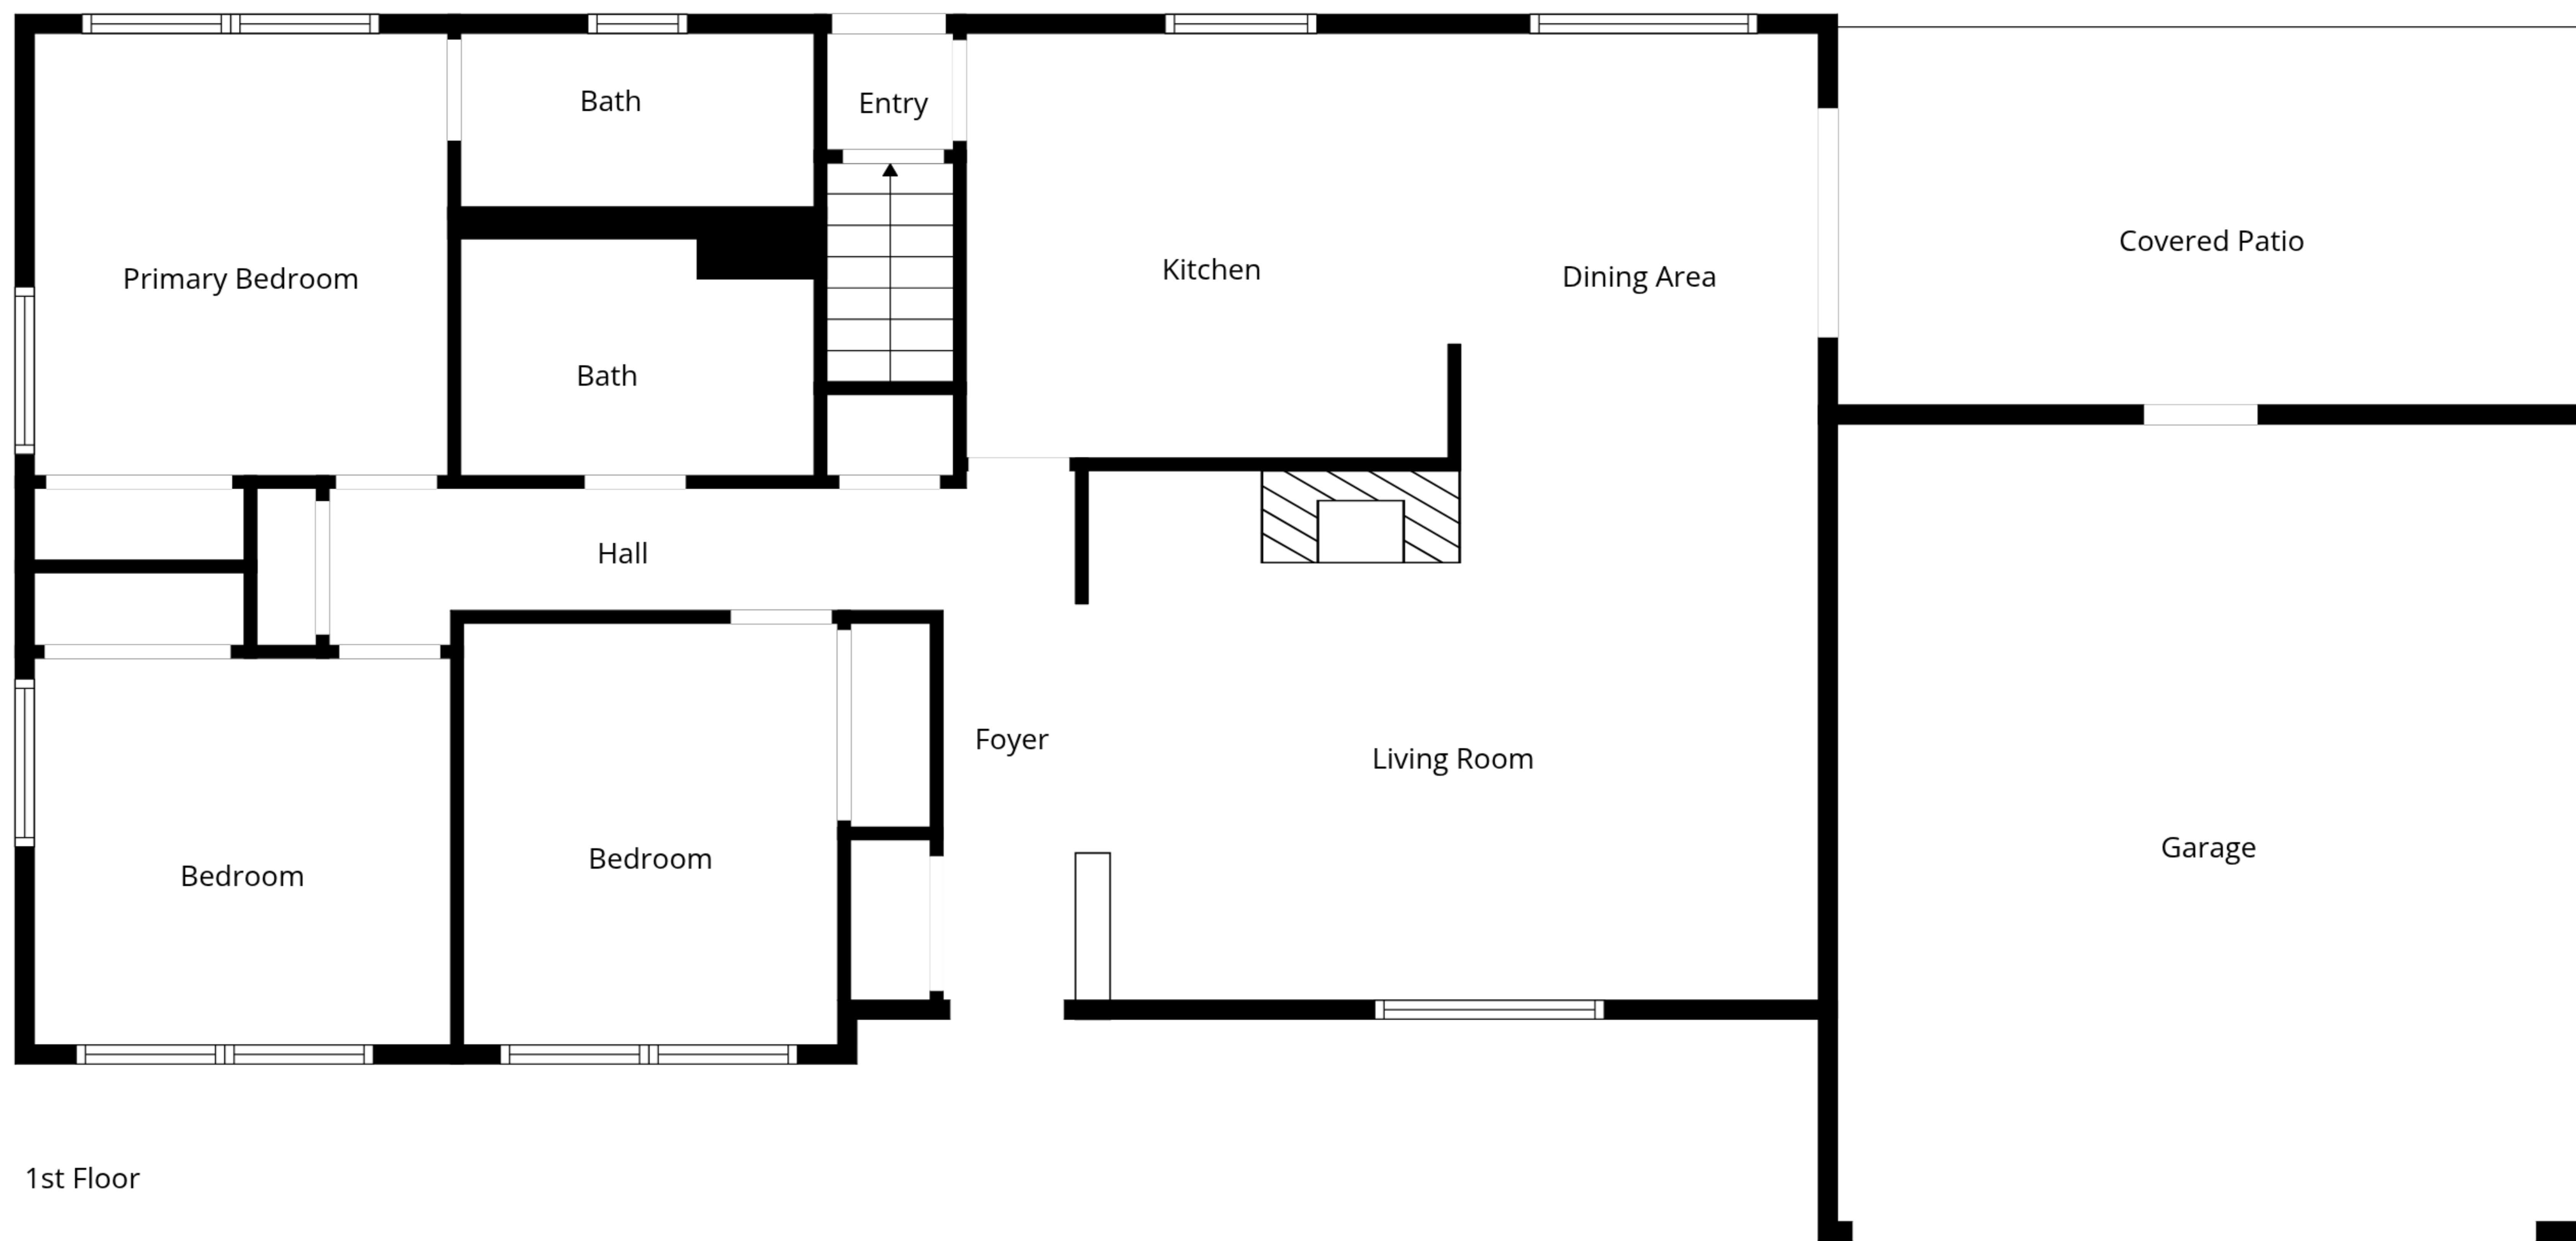 Bath
Entry
Primary Bedroom
Kitchen
Dining Area
Covered Patio
Bath
Hall
Foyer
Living Room
Bedroom
Bedroom
Garage
1st Floor